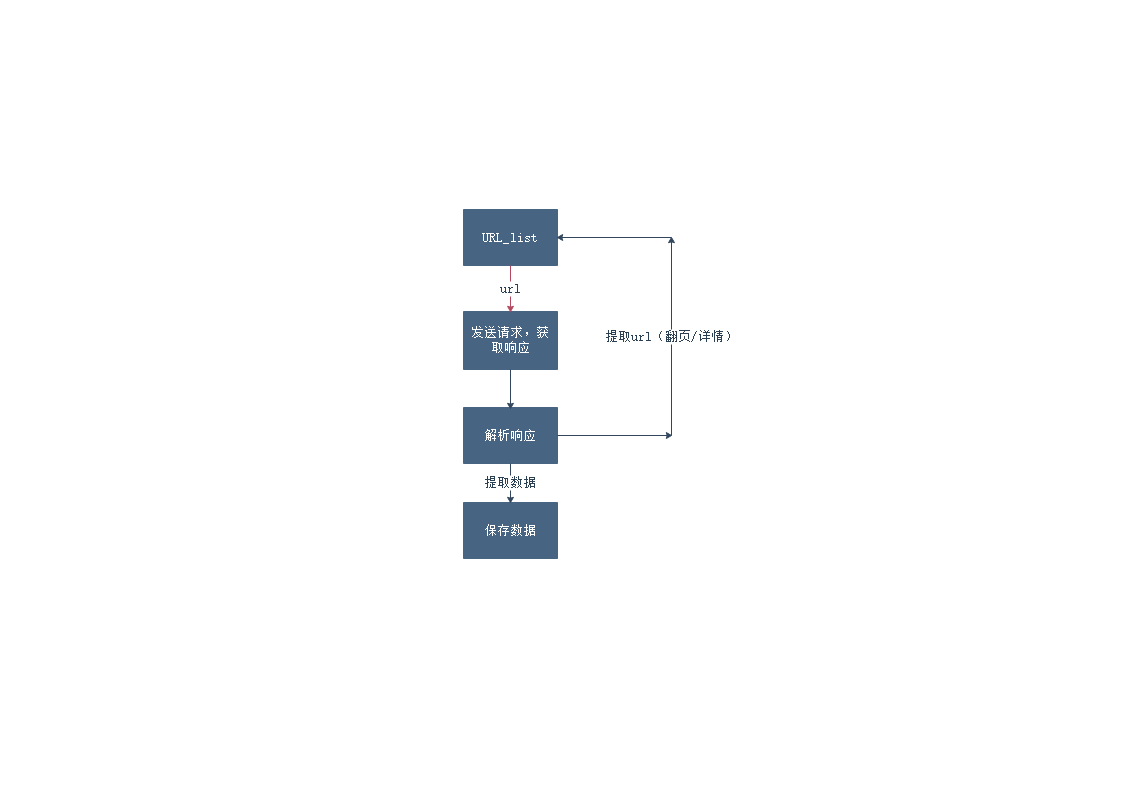 URL_list
url
发送请求，获
取响应
提取url（翻页/详情）
解析响应
提取数据
保存数据